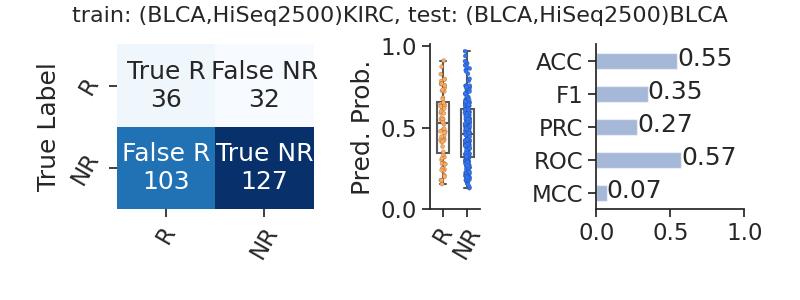 train: (BLCA,HiSeq2500)KIRC, test: (BLCA,HiSeq2500)BLCA
True Label
R
NR
True R
36
False NR
32
False R
103
True NR
127
R
NR
Pred. Prob.
1.0
0.5
0.0
R
NR
ACC
0.55
F1
0.35
PRC
0.27
ROC
0.57
MCC
0.07
0.0
0.5
1.0